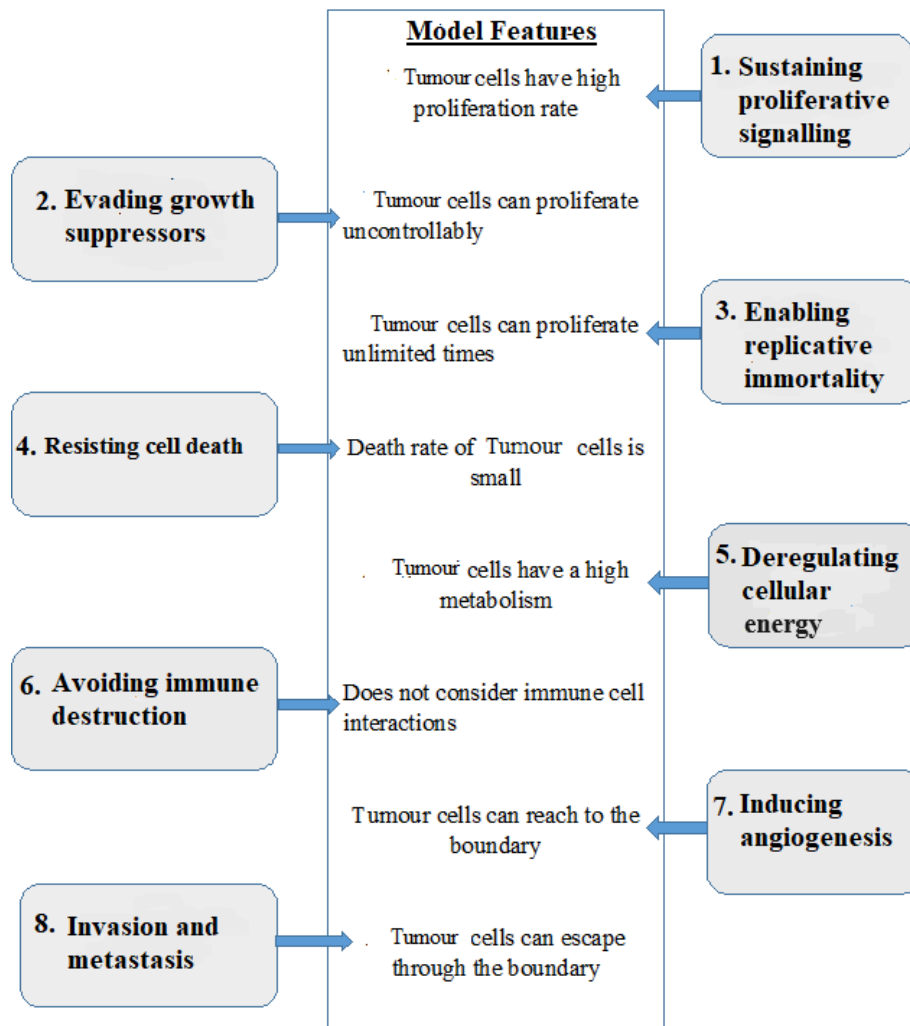 Model Features
Tumour cells have high
proliferation rate
1. Sustaining
proliferative
signalling
2. Evading growth
suppressors
Tumour cells can proliferate
uncontrollably
Tumour cells can proliferate
unlimited times
3. Enabling
replicative
immortality
4. Resisting cell death
Death rate of Tumour cells is
small
Tumour cells have a high
metabolism
5. Deregulating
cellular
energy
6. Avoiding immune
destruction
Does not consider immune cell
interactions
Tumour cells can reach to the
boundary
7. Inducing
angiogenesis
8. Invasion and
metastasis
Tumour cells can escape
through the boundary